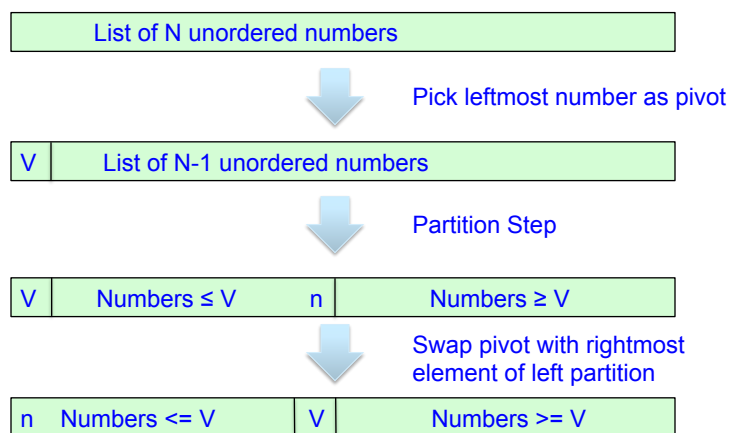 List of N unordered numbers
Pick leftmost number as pivot
V List of N-1 unordered numbers
Partition Step
V Numbers ≤ V n Numbers ≥ V
Swap pivot with rightmost
element of left partition
n Numbers <= V V Numbers >= V